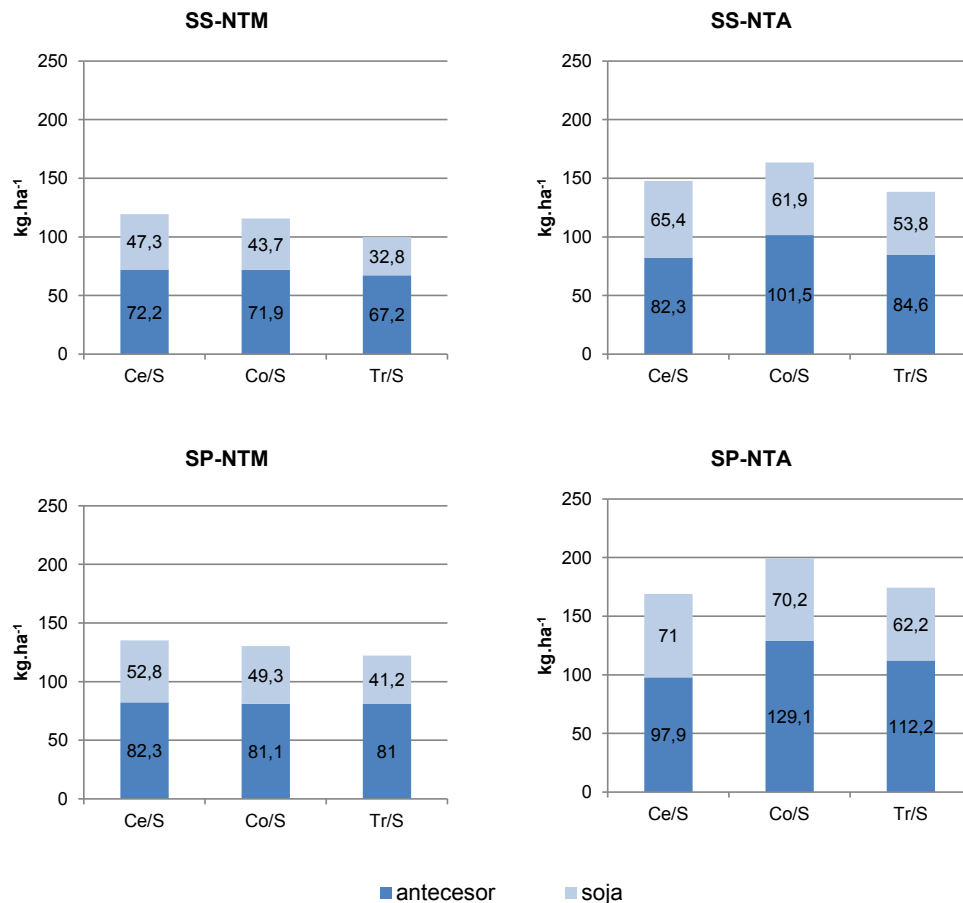 SS-NTM
250
200
150
100
50
0
kg.ha⁻¹
47,3
43,7
32,8
72,2
71,9
67,2
Ce/S
Co/S
Tr/S
SS-NTA
250
200
150
100
50
0
kg.ha⁻¹
65,4
61,9
53,8
82,3
101,5
84,6
Ce/S
Co/S
Tr/S
SP-NTM
250
200
150
100
50
0
kg.ha⁻¹
52,8
49,3
41,2
82,3
81,1
81
Ce/S
Co/S
Tr/S
SP-NTA
250
200
150
100
50
0
kg.ha⁻¹
71
70,2
62,2
97,9
129,1
112,2
Ce/S
Co/S
Tr/S
antecesor
soja